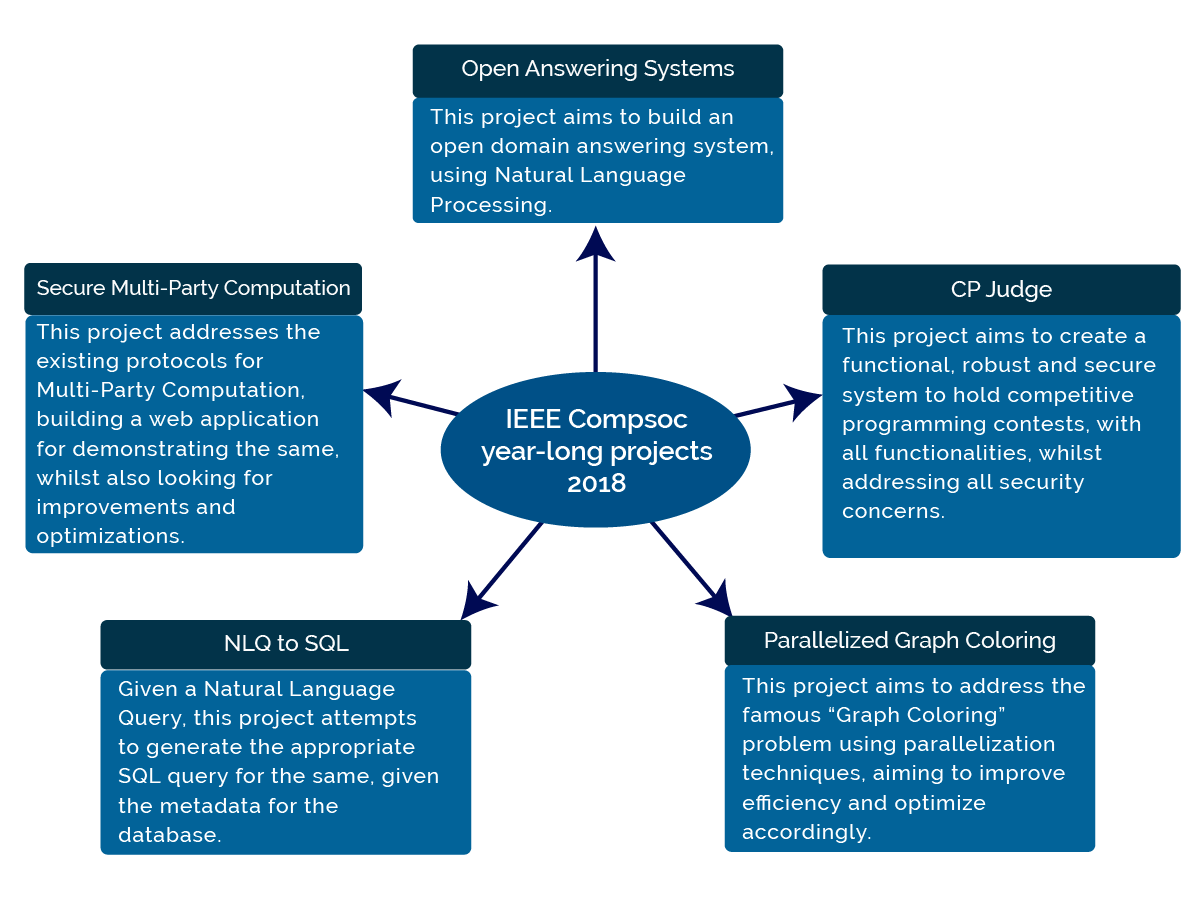 Open Answering Systems
This project aims to build an
open domain answering system,
using Natural Language
Processing.
Secure Multi-Party Computation
This project addresses the
existing protocols for
Multi-Party Computation,
building a web application
for demonstrating the same,
whilst also looking for
improvements and
optimizations.
CP Judge
This project aims to create a
functional, robust and secure
system to hold competitive
programming contests, with
all functionalities, whilst
addressing all security
concerns.
IEEE Compsoc
year-long projects
2018
NLQ to SQL
Given a Natural Language
Query, this project attempts
to generate the appropriate
SQL query for the same, given
the metadata for the
database.
Parallelized Graph Coloring
This project aims to address the
famous “Graph Coloring”
problem using parallelization
techniques, aiming to improve
efficiency and optimize
accordingly.